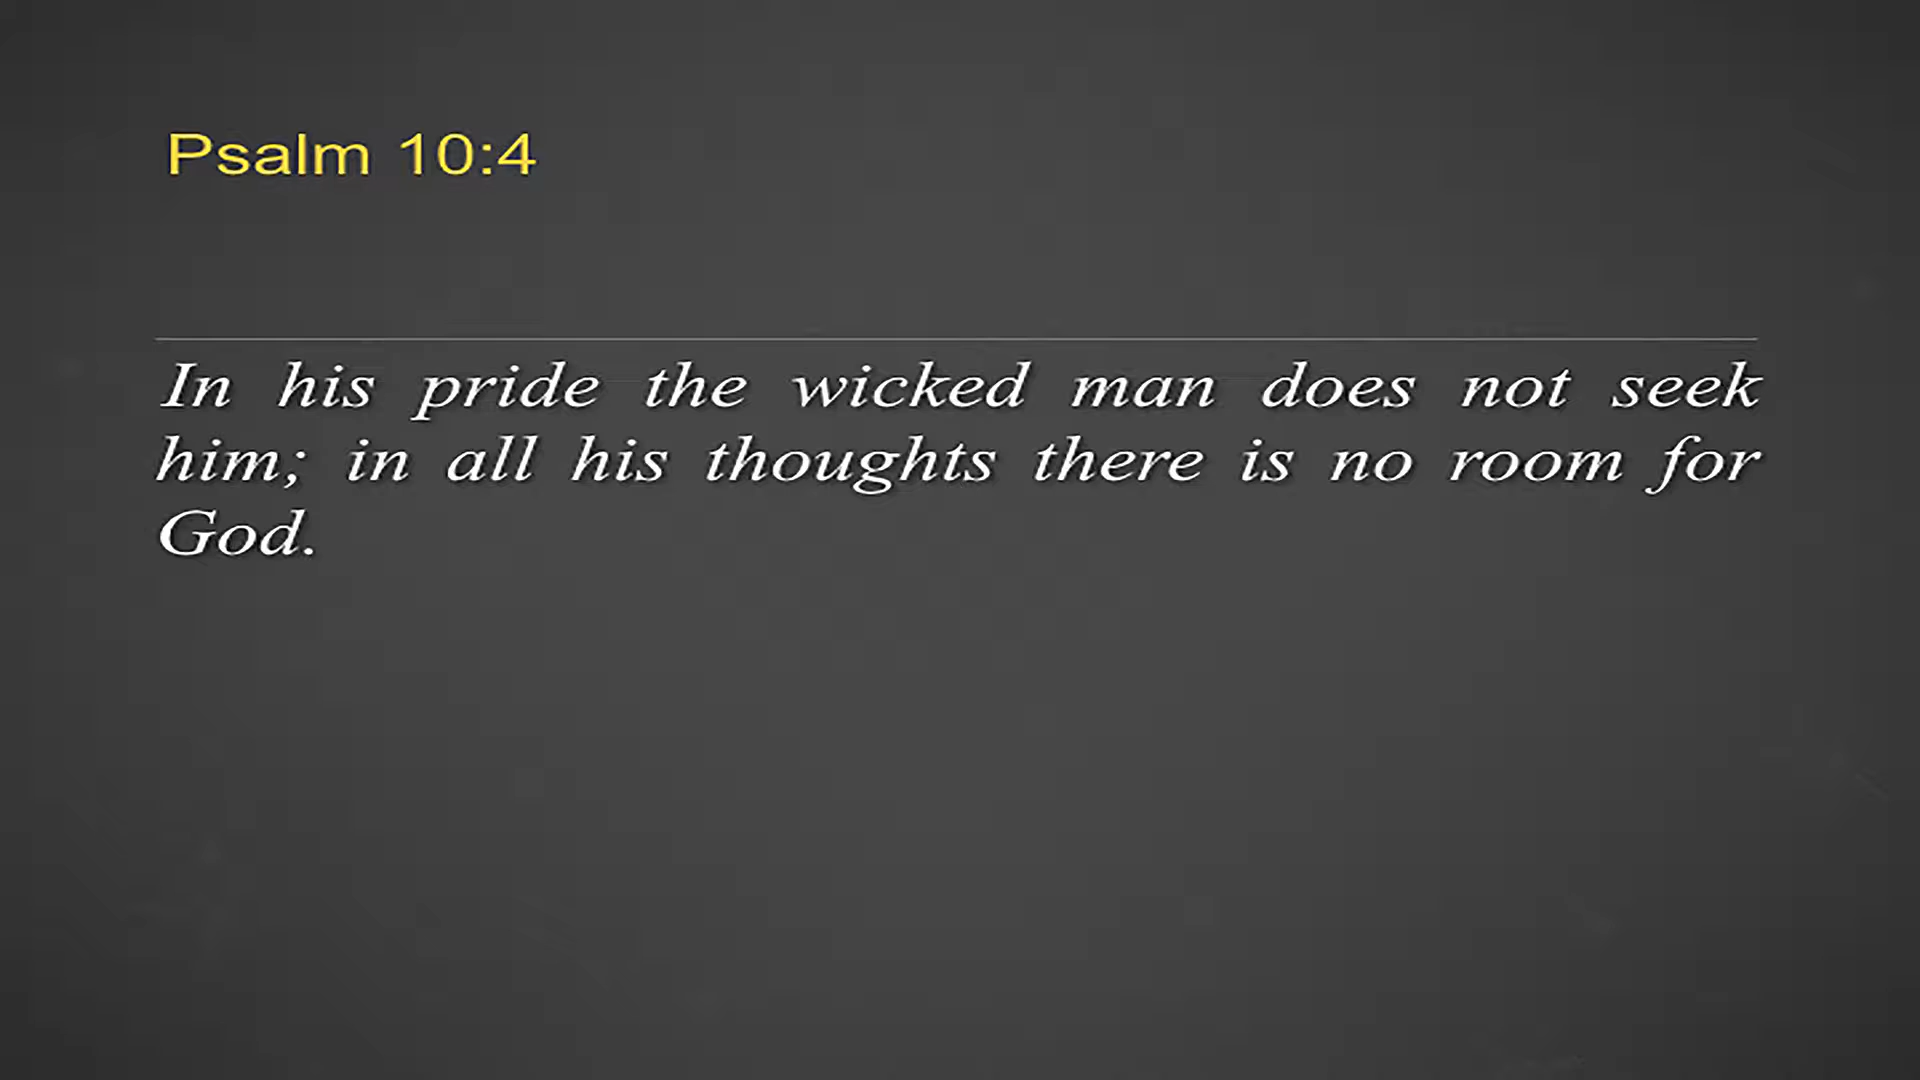 Psalm 10:4
In his pride the wicked man does not seek
him; in all his thoughts there is no room for
God.